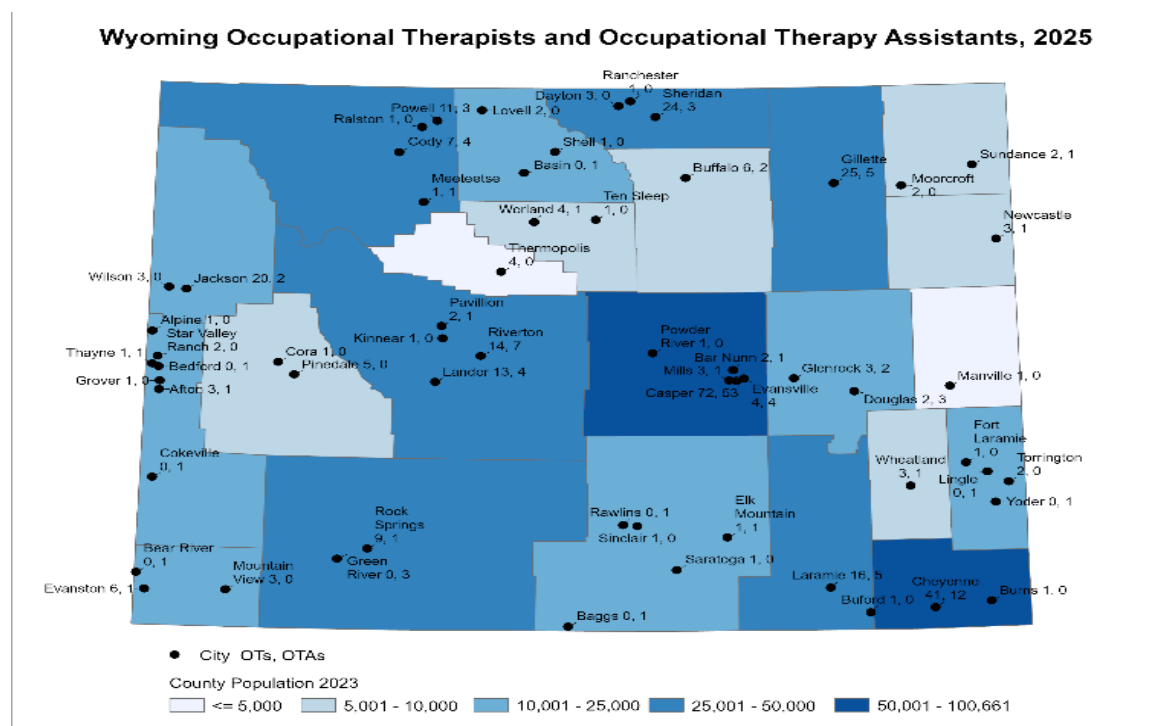 Wyoming Occupational Therapists and Occupational Therapy Assistants, 2025
Ranchester
1, 0
Dayton 3, 0
Sheridan
24, 3
Powell 11, 3
Lovell 2, 0
Ralston 1, 0
Cody 7, 4
Shell 1, 0
Basin 0, 1
Meeteetse
1, 1
Buffalo 6, 2
Gillette
25, 5
Sundance 2, 1
Moorcroft
2, 0
Ten Sleep
1, 0
Worland 4, 1
Newcastle
3, 1
Thermopolis
4, 0
Wilson 3, 0
Jackson 20, 2
Pavillion
2, 1
Alpine 1, 0
Star Valley
Ranch 2, 0
Kinnear 1, 0
Riverton
14, 7
Thayne 1, 1
Bedford 0, 1
Cora 1, 0
Pinedale 5, 0
Lander 13, 4
Grover 1, 0
Afton 3, 1
Powder
River 1, 0
Bar Nunn 2, 1
Mills 3, 1
Casper 72, 53
Evansville
4, 4
Glenrock 3, 2
Douglas 2, 3
Manville 1, 0
Cokeville
0, 1
Wheatland
3, 1
Fort
Laramie
1, 0
Torrington
2, 0
Lingle
0, 1
Yoder 0, 1
Rock
Springs
9, 1
Green
River 0, 3
Rawlins 0, 1
Sinclair 1, 0
Elk
Mountain
1, 1
Saratoga 1, 0
Bear River
0, 1
Evanston 6, 1
Mountain
View 3, 0
Laramie 16, 5
Buford 1, 0
Cheyenne
41, 12
Burns 1, 0
Baggs 0, 1
City OTs, OTAs
County Population 2023
<= 5,000
5,001 - 10,000
10,001 - 25,000
25,001 - 50,000
50,001 - 100,661